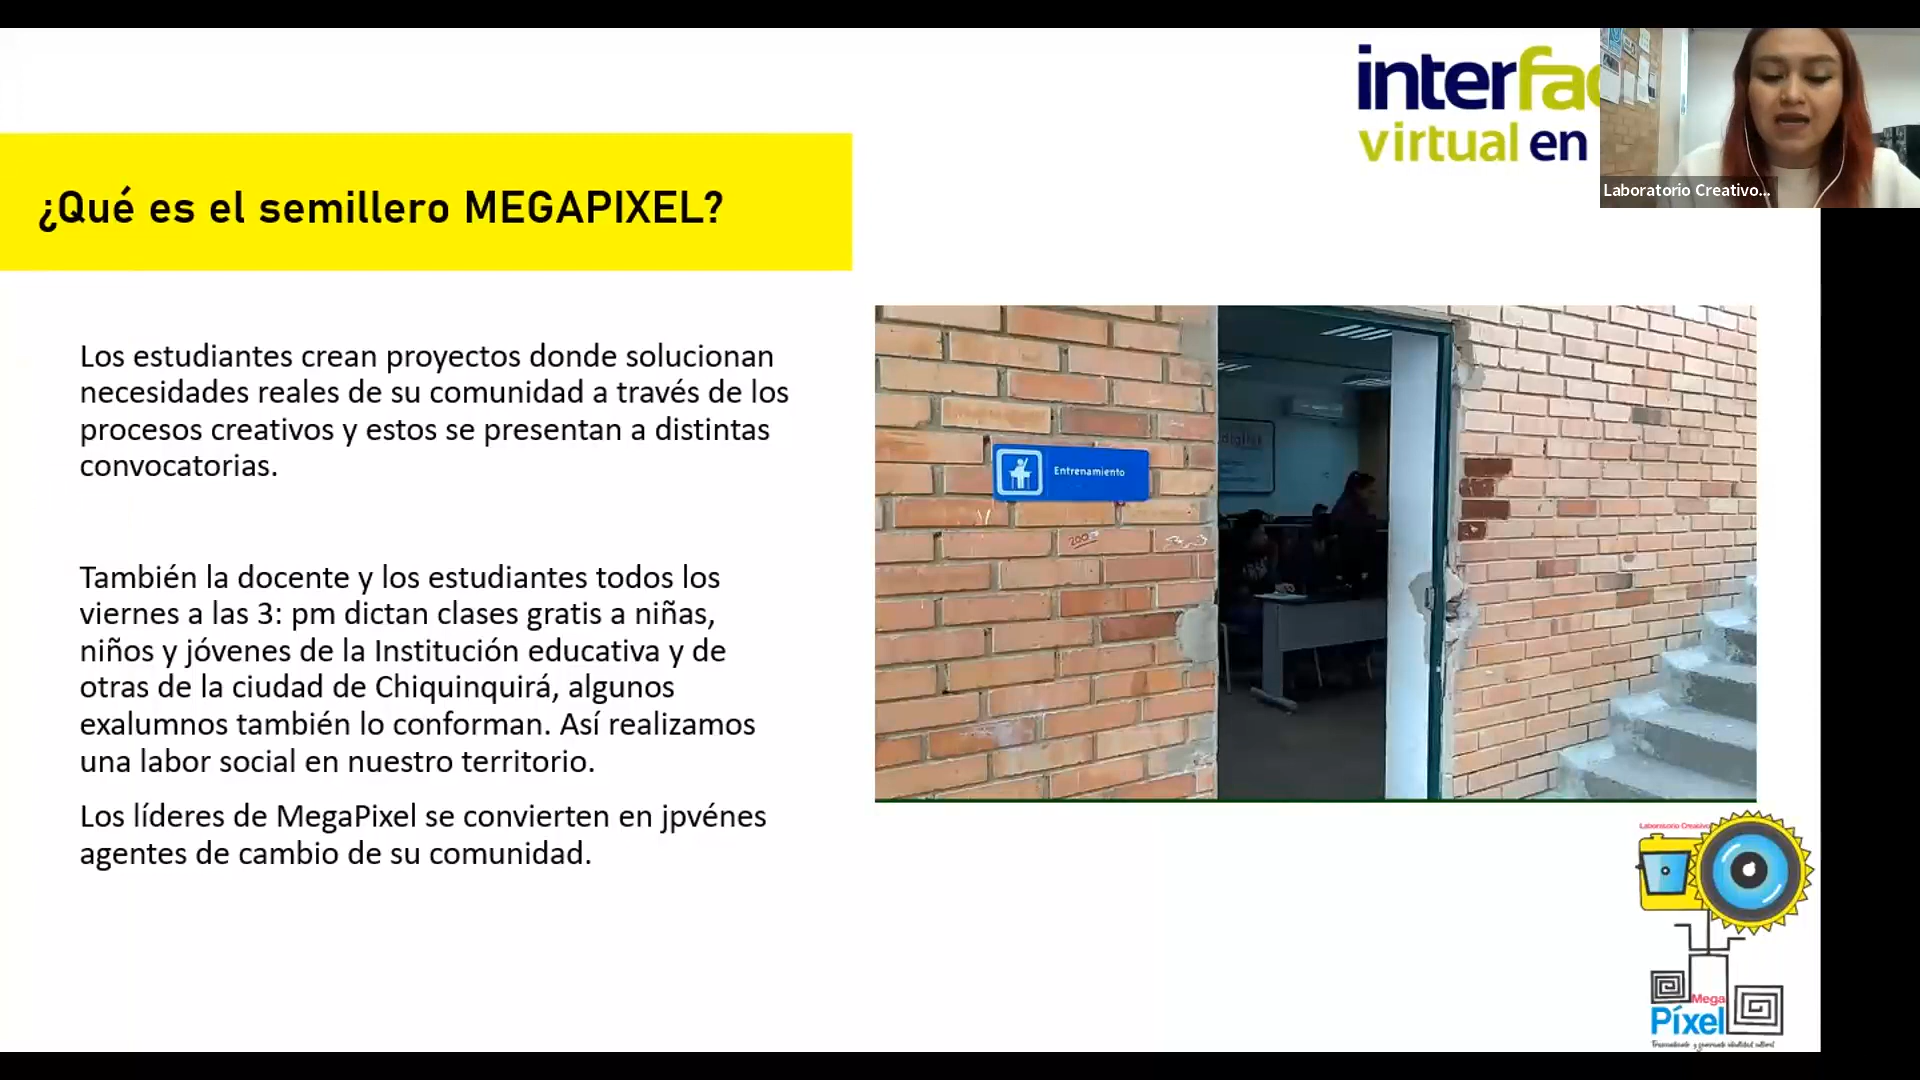 interfac
virtual en
Laboratorio Creativo...
¿Qué es el semillero MEGAPIXEL?
Los estudiantes crean proyectos donde solucionan
necesidades reales de su comunidad a través de los
procesos creativos y estos se presentan a distintas
convocatorias.
También la docente y los estudiantes todos los
viernes a las 3: pm dictan clases gratis a niñas,
niños y jóvenes de la Institución educativa y de
otras de la ciudad de Chiquinquirá, algunos
exalumnos también lo conforman. Así realizamos
una labor social en nuestro territorio.
Los líderes de MegaPixel se convierten en jpvénes
agentes de cambio de su comunidad.
Entrenamiento
Laboratorio Creativo
Mega
Píxel